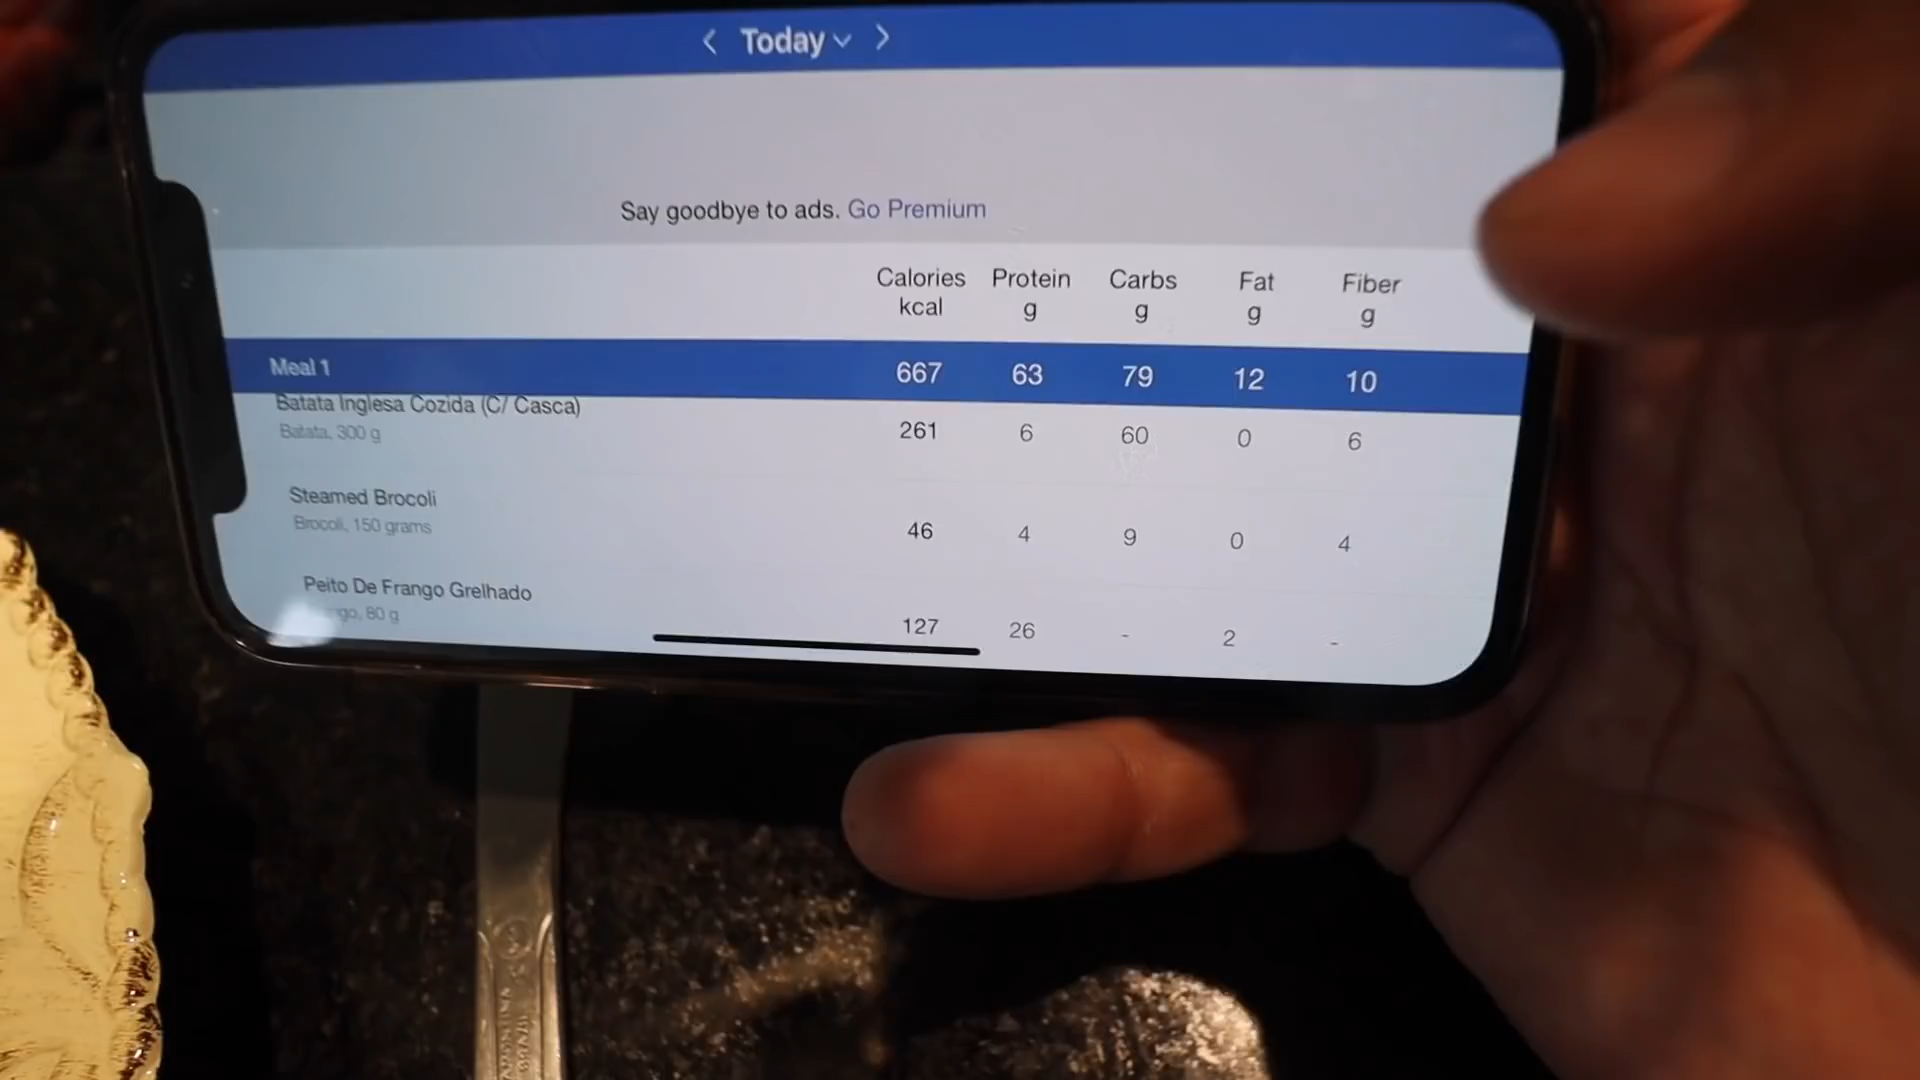 Today
Say goodbye to ads. Go Premium
Calories Protein Carbs Fat Fiber
kcal g g g g
Meal 1 667 63 79 12 10
Batata Inglesa Cozida (C/ Casca)
Batata, 300 g 261 6 60 0 6
Steamed Brocoli
Brocoli, 150 grams 46 4 9 0 4
Peito De Frango Grelhado
80 g 127 26 - 2 -